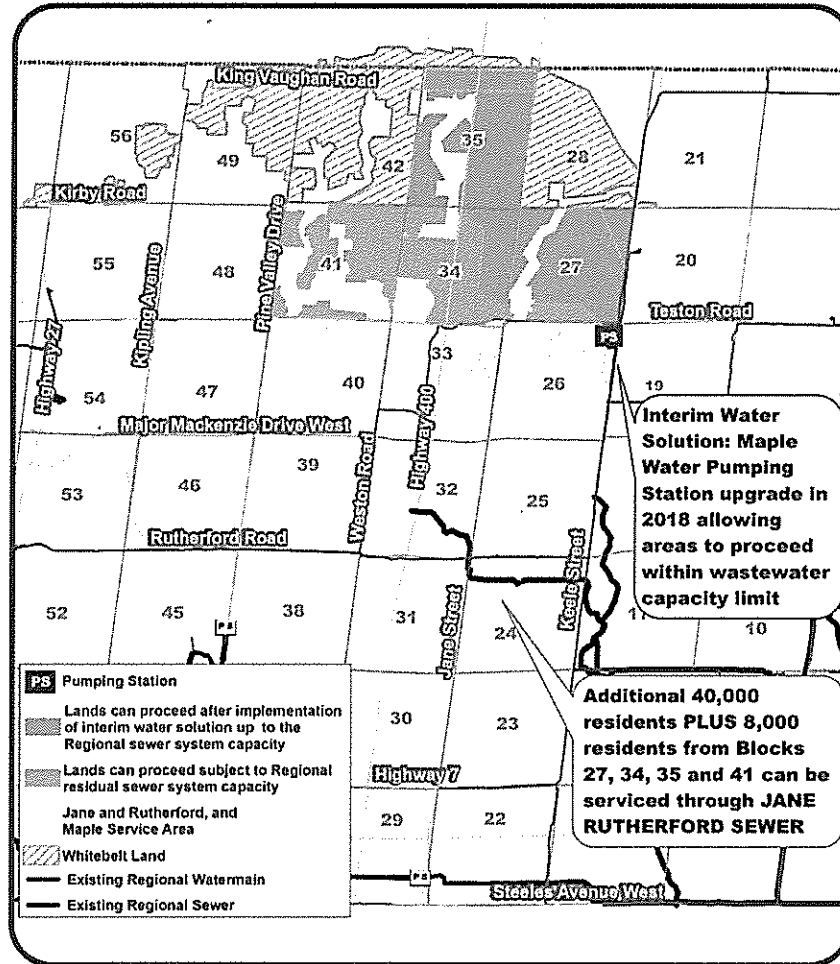 King Vaughan Road
56
49
42
35
28
21
Kirby Road
55
48
Pine Valley Drive
41
34
27
20
Kipling Avenue
Teston Road
Highway 27
PS
33
54
47
40
26
19
Major Mackenzie Drive West
Highway 400
Interim Water
Solution: Maple
Water Pumping
Station upgrade in
2018 allowing
areas to proceed
within wastewater
capacity limit
53
46
39
Weston Road
32
25
Rutherford Road
Keele Street
52
45
38
PS
31
Jane Street
24
10
PS Pumping Station
Lands can proceed after implementation
of interim water solution up to the
Regional sewer system capacity
Lands can proceed subject to Regional
residual sewer system capacity
Jane and Rutherford, and
Maple Service Area
Whitebelt Land
Existing Regional Watermain
Existing Regional Sewer
30
23
Highway 7
29
22
PS
Steeles Avenue West
Additional 40,000
residents PLUS 8,000
residents from Blocks
27, 34, 35 and 41 can be
serviced through JANE
RUTHERFORD SEWER